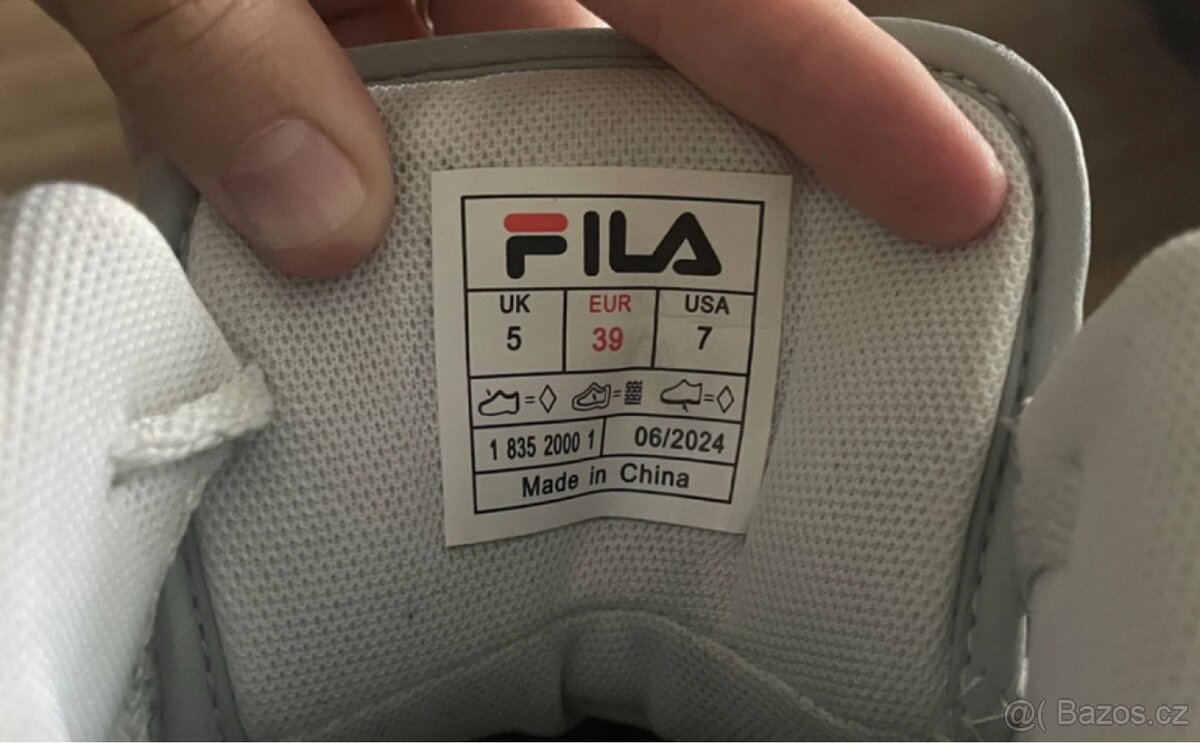 FILA
UK EUR USA
5 39 7
= = =
1 835 2000 1 06/2024
Made in China
@( Bazos.cz